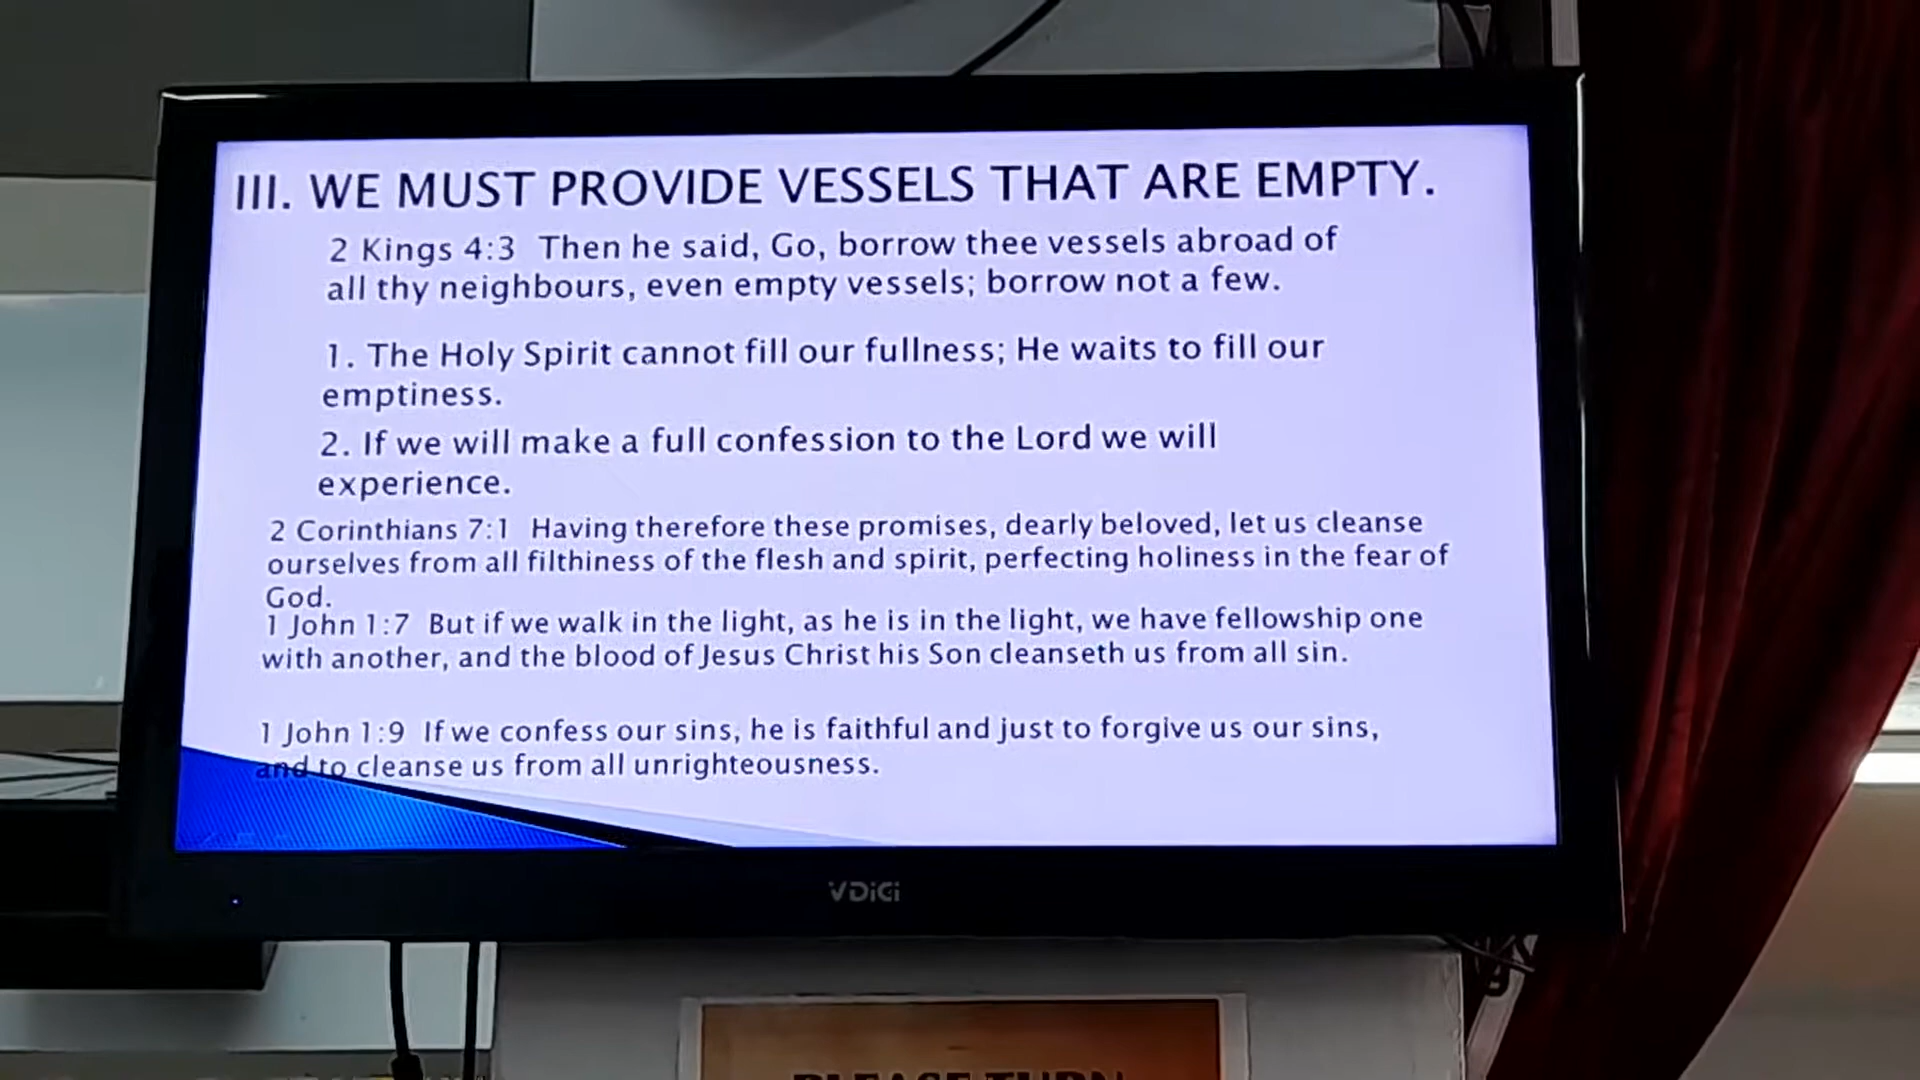 III. WE MUST PROVIDE VESSELS THAT ARE EMPTY.
2 Kings 4:3 Then he said, Go, borrow thee vessels abroad of
all thy neighbours, even empty vessels; borrow not a few.
1. The Holy Spirit cannot fill our fullness; He waits to fill our
emptiness.
2. If we will make a full confession to the Lord we will
experience.
2 Corinthians 7:1 Having therefore these promises, dearly beloved, let us cleanse
ourselves from all filthiness of the flesh and spirit, perfecting holiness in the fear of
God.
1 John 1:7 But if we walk in the light, as he is in the light, we have fellowship one
with another, and the blood of Jesus Christ his Son cleanseth us from all sin.
1 John 1:9 If we confess our sins, he is faithful and just to forgive us our sins,
and to cleanse us from all unrighteousness.
VDiGi
PLEASE TURN